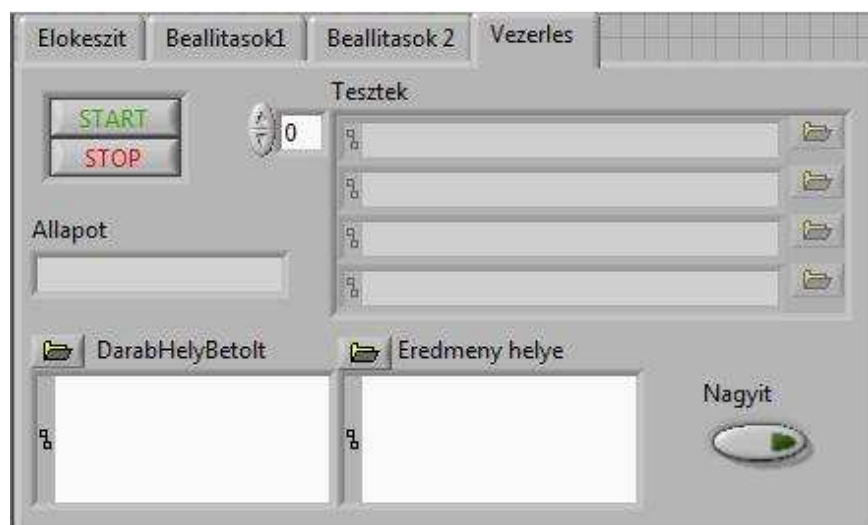 Elokeszit
Beallitasok1
Beallitasok 2
Vezerles
START
STOP
0
Tesztek
Allapot
DarabHelyBetolt
Eredmeny helye
Nagyit